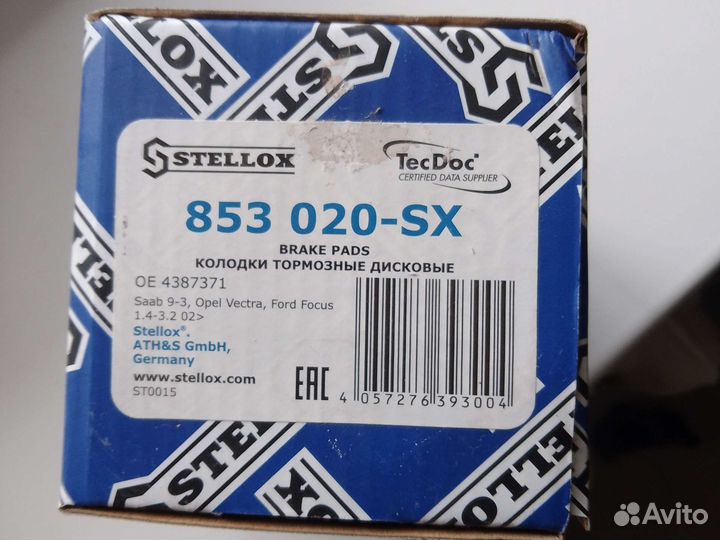 STELLOX
TecDoc®
CERTIFIED DATA SUPPLIER
853 020-SX
BRAKE PADS
КОЛОДКИ ТОРМОЗНЫЕ ДИСКОВЫЕ
OE 4387371
Saab 9-3, Opel Vectra, Ford Focus
1.4-3.2 02>
Stellox®.
ATH&S GmbH,
Germany
www.stellox.com
ST0015
EAC
4 057276 393004
Avito